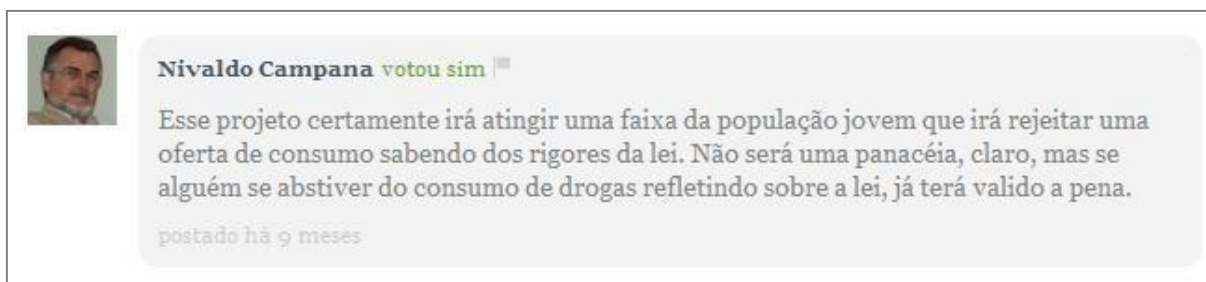 Nivaldo Campana votou sim
Esse projeto certamente irá atingir uma faixa da população jovem que irá rejeitar uma
oferta de consumo sabendo dos rigores da lei. Não será uma panacéia, claro, mas se
alguém se abstiver do consumo de drogas refletindo sobre a lei, já terá valido a pena.
postado há 9 meses